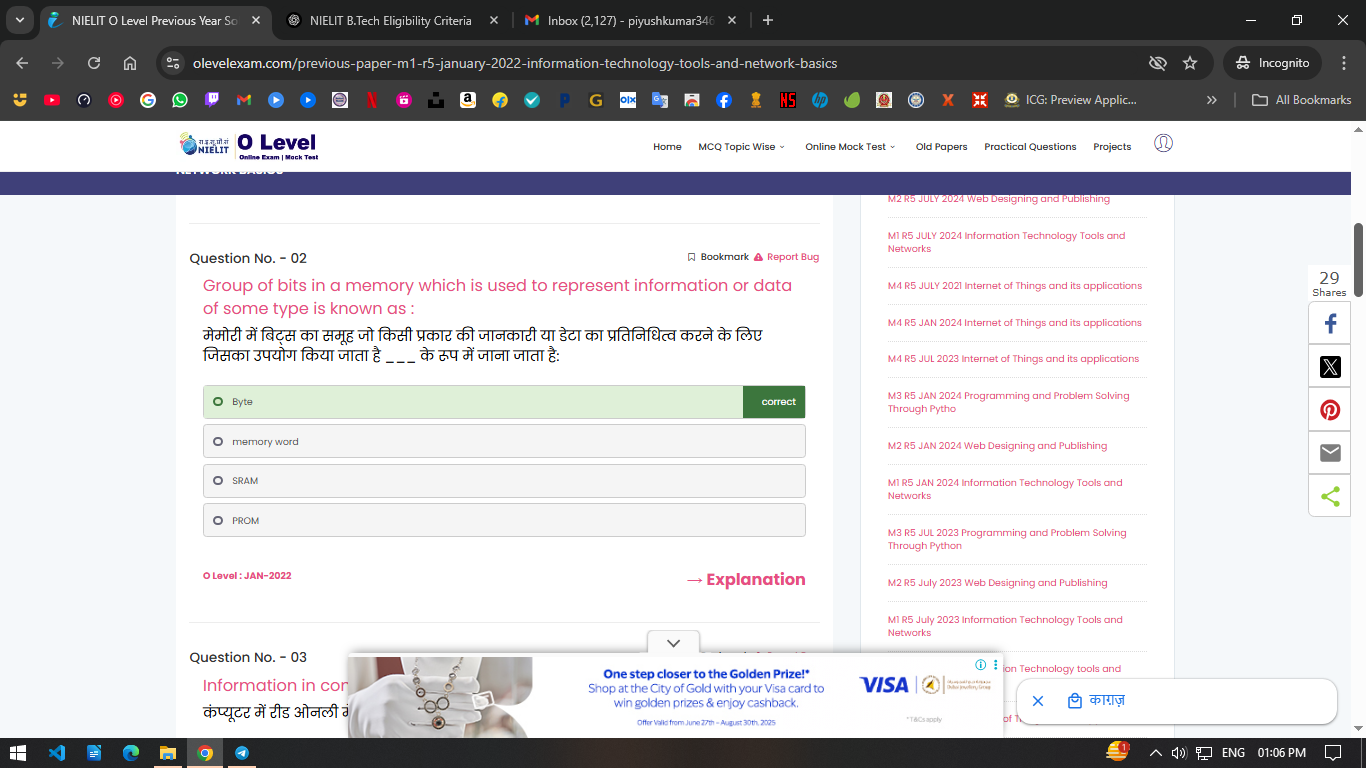 NIELIT O Level Previous Year So
NIELIT B.Tech Eligibility Criteria
Inbox (2,127) - piyushkumar346
olevelexam.com/previous-paper-m1-r5-january-2022-information-technology-tools-and-network-basics
Incognito
ICG: Preview Applic...
All Bookmarks
NIELIT
O Level
Online Exam | Mock Test
Home
MCQ Topic Wise
Online Mock Test
Old Papers
Practical Questions
Projects
NETWORK BASICS
Question No. - 02
Bookmark
Report Bug
Group of bits in a memory which is used to represent information or data
of some type is known as :
मेमोरी में बिट्स का समूह जो किसी प्रकार की जानकारी या डेटा का प्रतिनिधित्व करने के लिए
जिसका उपयोग किया जाता है ___ के रूप में जाना जाता है:
Byte
correct
memory word
SRAM
PROM
O Level : JAN-2022
→ Explanation
Question No. - 03
Information in con
कंप्यूटर में रीड ओनली मे
M2 R5 JULY 2024 Web Designing and Publishing
M1 R5 JULY 2024 Information Technology Tools and
Networks
M4 R5 JULY 2021 Internet of Things and its applications
M4 R5 JAN 2024 Internet of Things and its applications
M4 R5 JUL 2023 Internet of Things and its applications
M3 R5 JAN 2024 Programming and Problem Solving
Through Pytho
M2 R5 JAN 2024 Web Designing and Publishing
M1 R5 JAN 2024 Information Technology Tools and
Networks
M3 R5 JUL 2023 Programming and Problem Solving
Through Python
M2 R5 July 2023 Web Designing and Publishing
M1 R5 July 2023 Information Technology Tools and
Networks
ion Technology tools and
29
Shares
One step closer to the Golden Prize!*
Shop at the City of Gold with your Visa card to
win golden prizes & enjoy cashback.
Offer Valid from June 27th – August 30th, 2025
VISA
*T&Cs apply
काग़ज़
1
ENG
01:06 PM